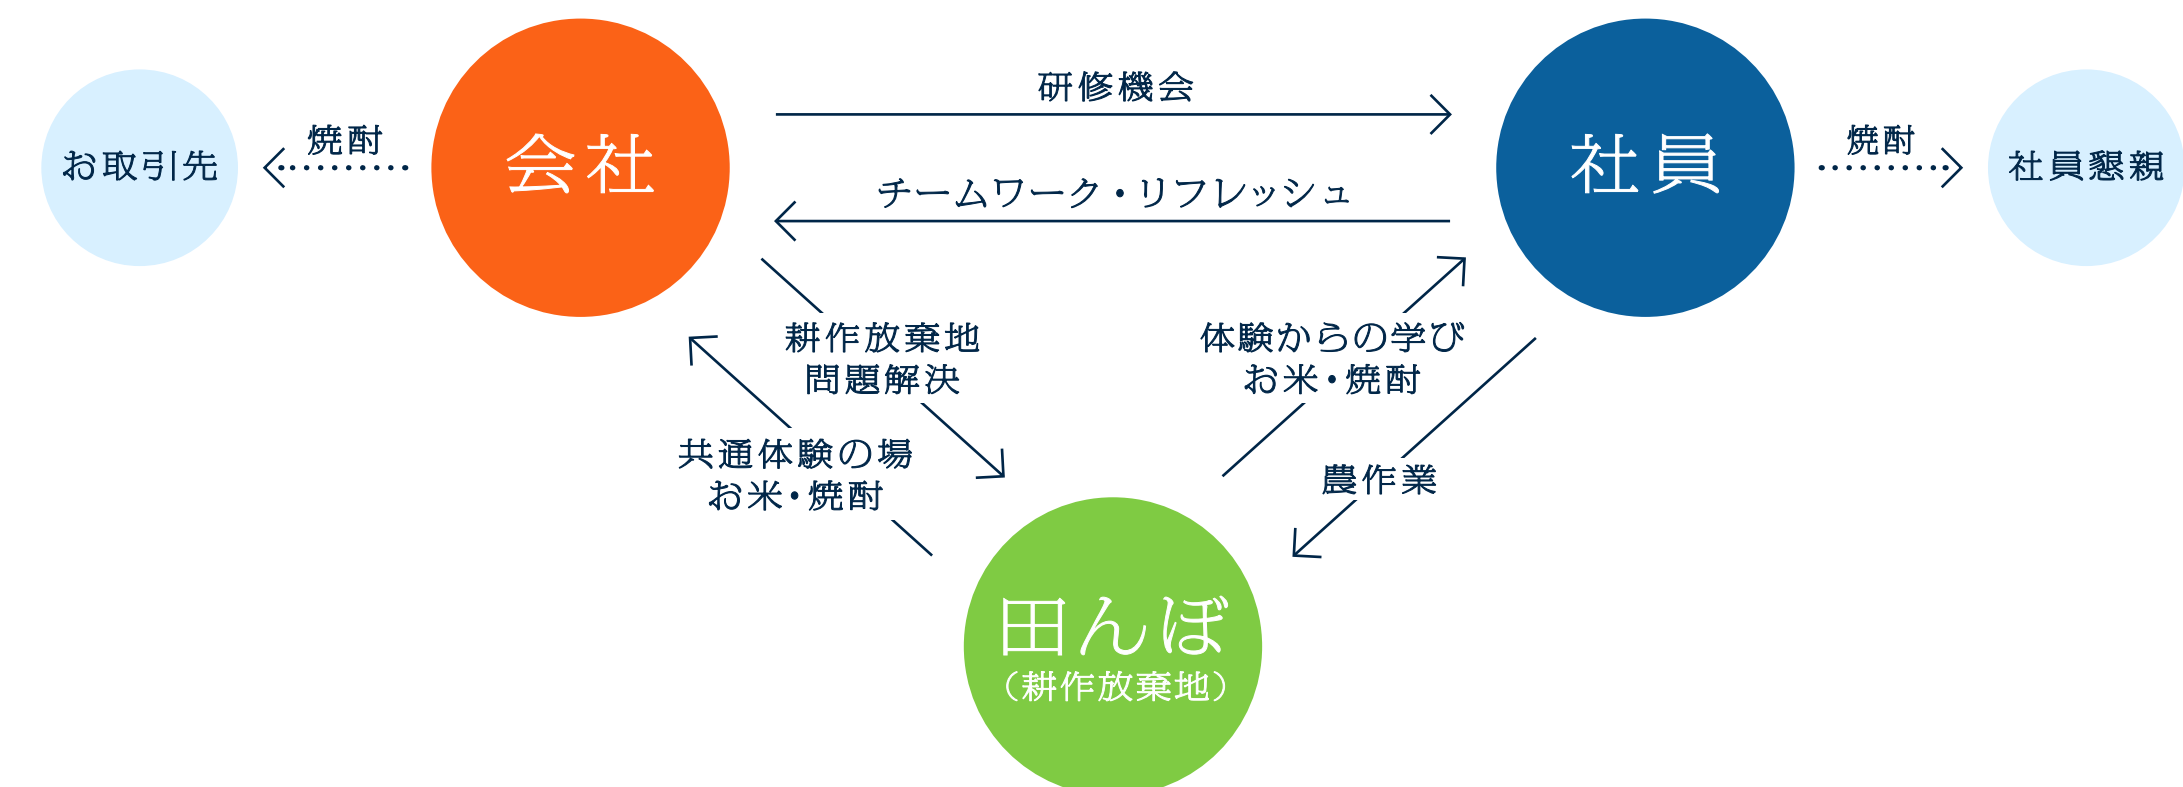 お取引先
焼酎
会社
研修機会
チームワーク・リフレッシュ
社員
焼酎
社員懇親
耕作放棄地
問題解決
体験からの学び
お米・焼酎
共通体験の場
お米・焼酎
農作業
田んぼ
（耕作放棄地）